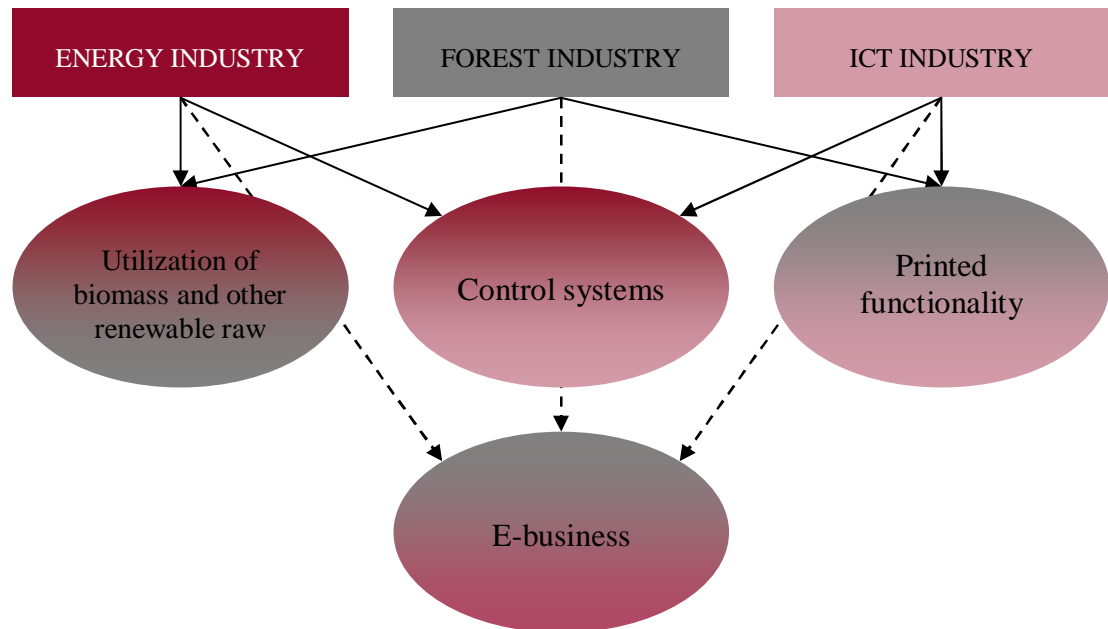 ENERGY INDUSTRY
FOREST INDUSTRY
ICT INDUSTRY
Utilization of
biomass and other
renewable raw
Control systems
Printed
functionality
E-business